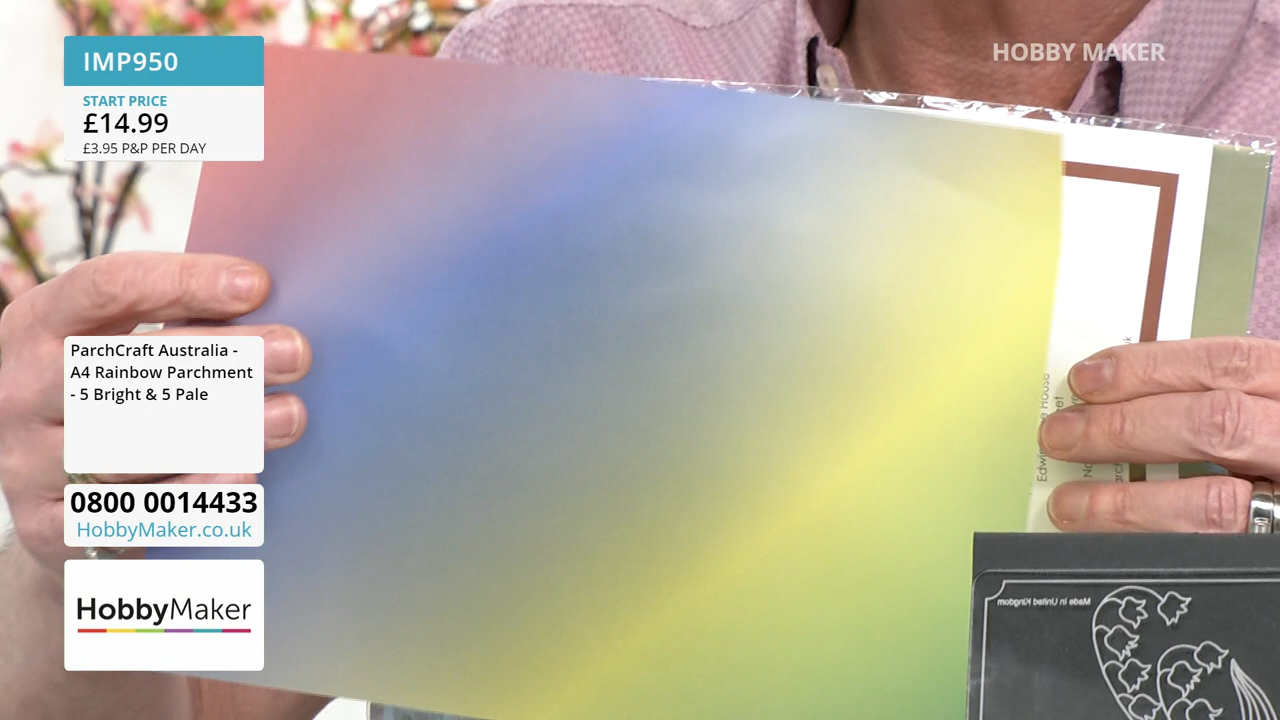 IMP950
START PRICE
£14.99
£3.95 P&P PER DAY
HOBBY MAKER
ParchCraft Australia -
A4 Rainbow Parchment
- 5 Bright & 5 Pale
0800 0014433
HobbyMaker.co.uk
HobbyMaker
House
Made in United Kingdom